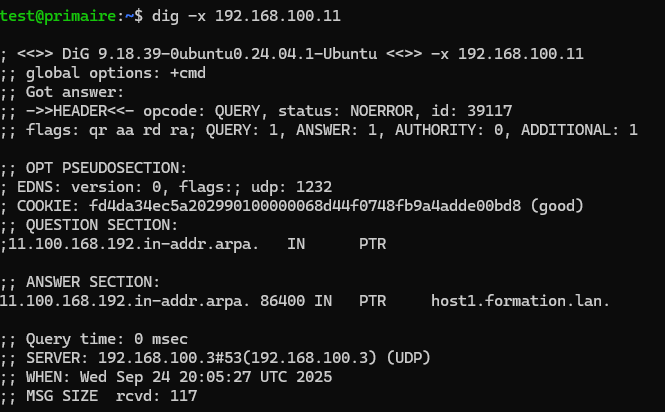 test@primaire:~$ dig -x 192.168.100.11
; <<>> DiG 9.18.39-0ubuntu0.24.04.1-Ubuntu <<>> -x 192.168.100.11
;; global options: +cmd
;; Got answer:
;; ->>HEADER<<- opcode: QUERY, status: NOERROR, id: 39117
;; flags: qr aa rd ra; QUERY: 1, ANSWER: 1, AUTHORITY: 0, ADDITIONAL: 1
;; OPT PSEUDOSECTION:
; EDNS: version: 0, flags:; udp: 1232
; COOKIE: fd4da34ec5a202990100000068d44f0748fb9a4adde00bd8 (good)
;; QUESTION SECTION:
;11.100.168.192.in-addr.arpa. IN PTR
;; ANSWER SECTION:
11.100.168.192.in-addr.arpa. 86400 IN PTR host1.formation.lan.
;; Query time: 0 msec
;; SERVER: 192.168.100.3#53(192.168.100.3) (UDP)
;; WHEN: Wed Sep 24 20:05:27 UTC 2025
;; MSG SIZE rcvd: 117